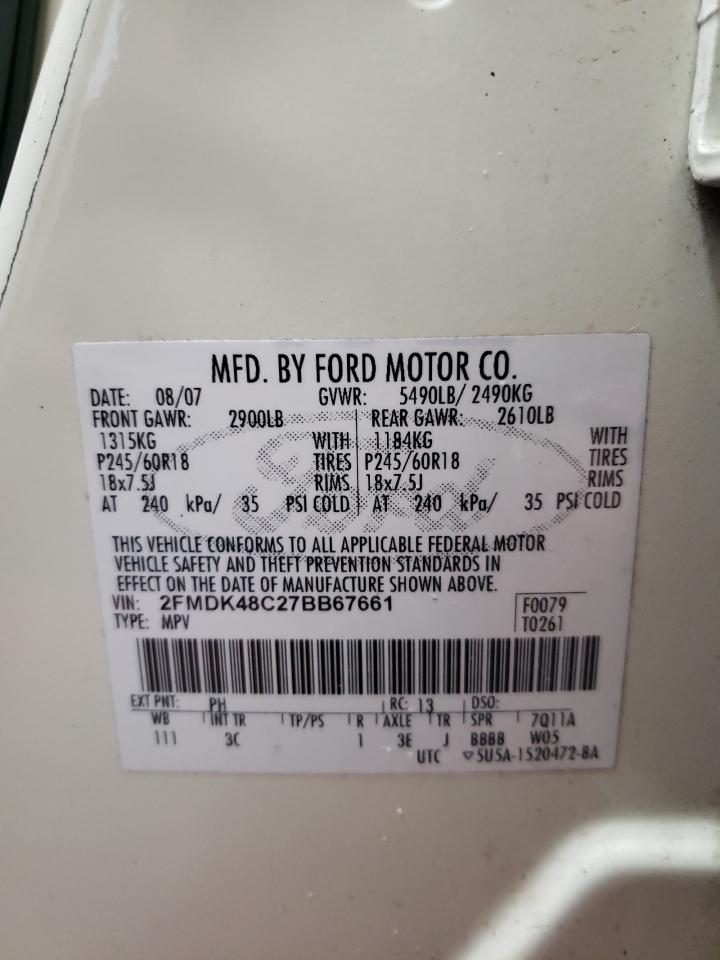 MFD. BY FORD MOTOR CO.
DATE: 08/07 GVWR: 5490LB/ 2490KG
FRONT GAWR: 2900LB REAR GAWR: 2610LB
1315KG WITH 1184KG WITH
P245/60R18 TIRES P245/60R18 TIRES
18x7.5J RIMS 18x7.5J RIMS
AT 240 kPa/ 35 PSI COLD AT 240 kPa/ 35 PSI COLD
Ford
THIS VEHICLE CONFORMS TO ALL APPLICABLE FEDERAL MOTOR
VEHICLE SAFETY AND THEFT PREVENTION STANDARDS IN
EFFECT ON THE DATE OF MANUFACTURE SHOWN ABOVE.
VIN: 2FMDK48C27BB67661 F0079
TYPE: MPV T0261
EXT PNT: PH RC: 13 DSO:
WB INT TR TP/PS R AXLE TR SPR 7Q11A
111 3C 1 3E J BBBB W05
UTC ▽5U5A-1520472-BA